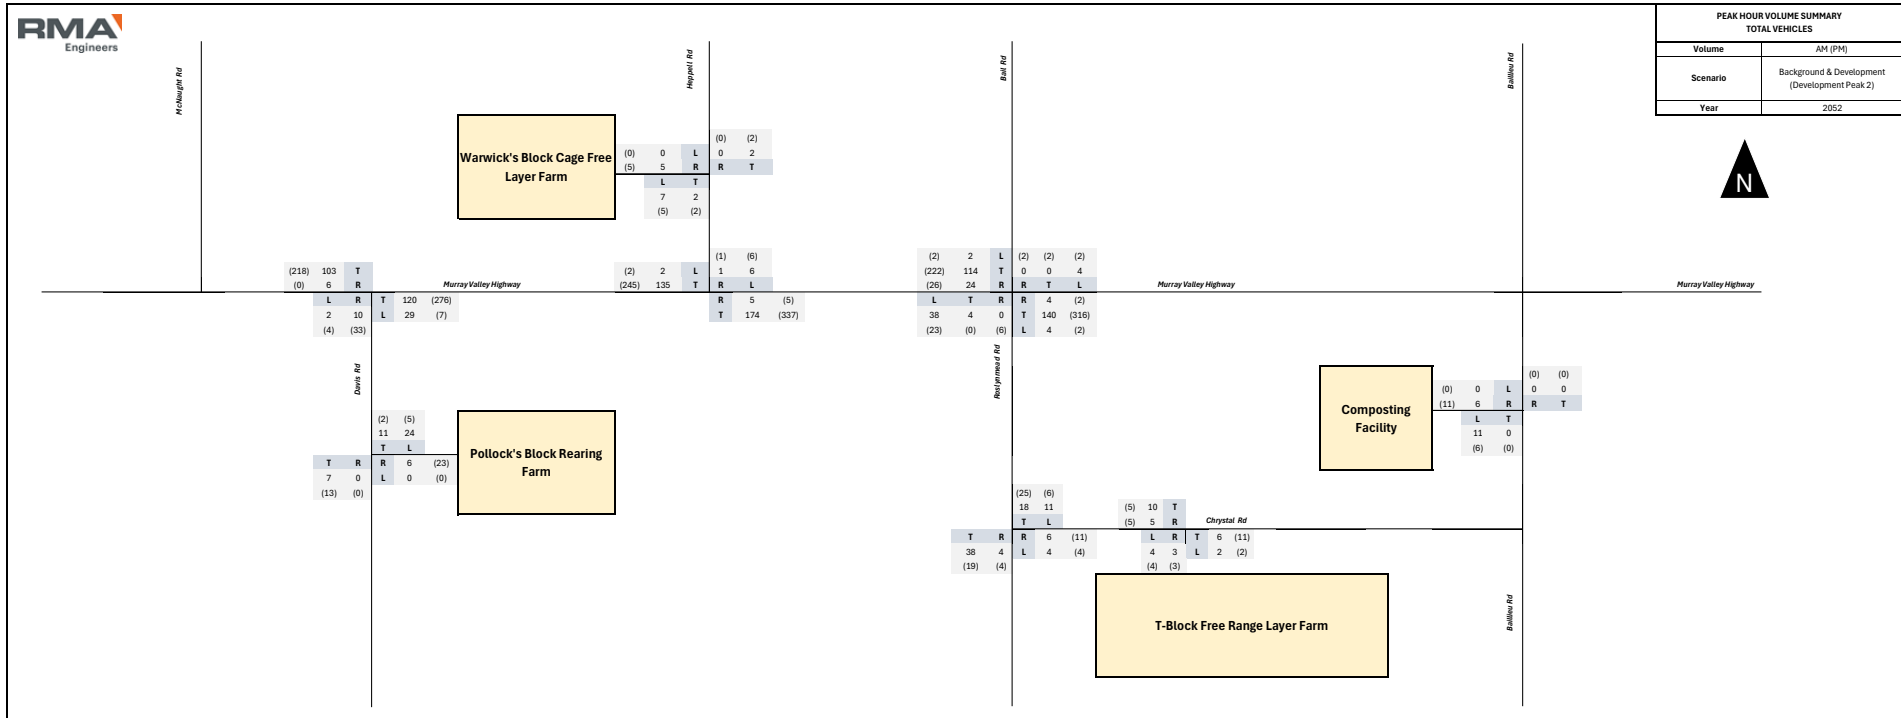 RMA
Engineers
PEAK HOUR VOLUME SUMMARY
TOTAL VEHICLES
Volume AM (PM)
Scenario Background & Development
(Development Peak 2)
Year 2052
N
McNaught Rd
Heppell Rd
Ball Rd
Baillieu Rd
Warwick's Block Cage Free
Layer Farm
(0) (2)
(0) 0 L 0 2
(5) 5 R R T
L T
7 2
(5) (2)
(218) 103 T
(0) 6 R
Murray Valley Highway
L R T 120 (276)
2 10 L 29 (7)
(4) (33)
(1) (6)
(2) 2 L 1 6
(245) 135 T R L
R 5 (5)
T 174 (337)
(2) 2 L (2) (2) (2)
(222) 114 T 0 0 4
(26) 24 R R T L
L T R R 4 (2)
38 4 0 T 140 (316)
(23) (0) (6) L 4 (2)
Murray Valley Highway
Murray Valley Highway
Davis Rd
Roslynmead Rd
(2) (5)
11 24
T L
T R R 6 (23)
7 0 L 0 (0)
(13) (0)
Pollock's Block Rearing
Farm
Composting
Facility
(0) (0)
(0) 0 L 0 0
(11) 6 R R T
L T
11 0
(6) (0)
(25) (6)
18 11
T L
T R R 6 (11)
38 4 L 4 (4)
(19) (4)
(5) 10 T
(5) 5 R
Chrystal Rd
L R T 6 (11)
4 3 L 2 (2)
(4) (3)
T-Block Free Range Layer Farm
Baillieu Rd